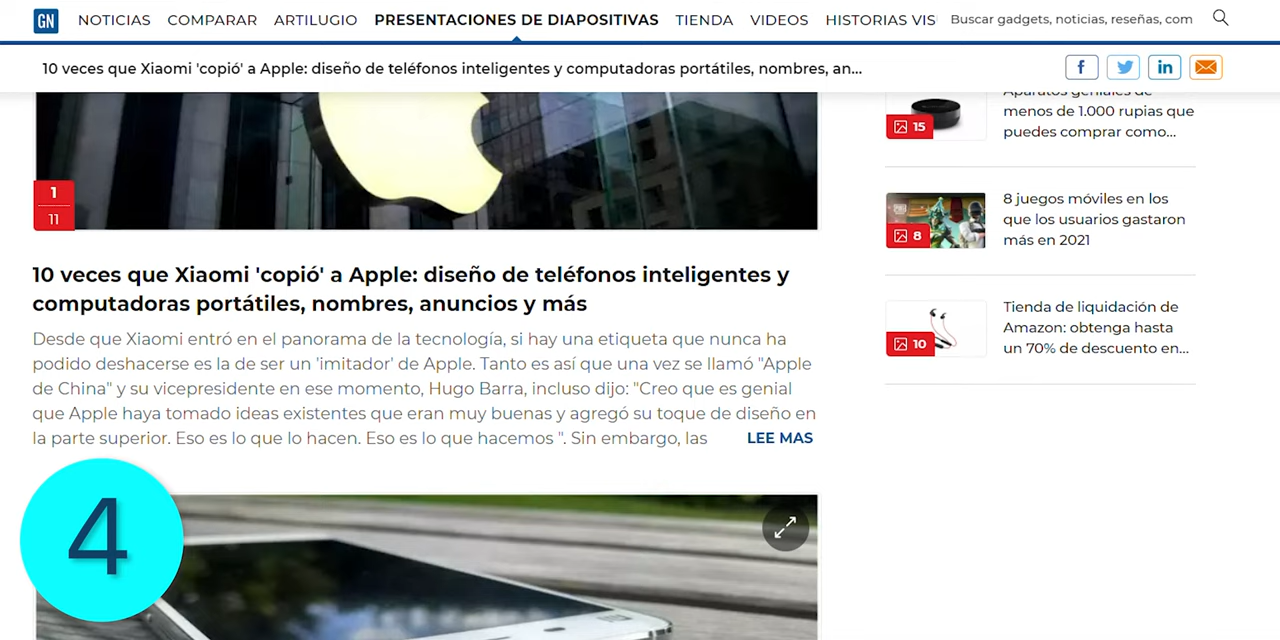 GN NOTICIAS COMPARAR ARTILUGIO PRESENTACIONES DE DIAPOSITIVAS TIENDA VIDEOS HISTORIAS VIS Buscar gadgets, noticias, reseñas, com
10 veces que Xiaomi 'copió' a Apple: diseño de teléfonos inteligentes y computadoras portátiles, nombres, an...
1
11
10 veces que Xiaomi 'copió' a Apple: diseño de teléfonos inteligentes y
computadoras portátiles, nombres, anuncios y más
Desde que Xiaomi entró en el panorama de la tecnología, si hay una etiqueta que nunca ha
podido deshacerse es la de ser un 'imitador' de Apple. Tanto es así que una vez se llamó "Apple
de China" y su vicepresidente en ese momento, Hugo Barra, incluso dijo: "Creo que es genial
que Apple haya tomado ideas existentes que eran muy buenas y agregó su toque de diseño en
la parte superior. Eso es lo que lo hacen. Eso es lo que hacemos ". Sin embargo, las LEE MAS
4
Aparatos geniales de
menos de 1.000 rupias que
puedes comprar como...
15
8 juegos móviles en los
que los usuarios gastaron
más en 2021
8
Tienda de liquidación de
Amazon: obtenga hasta
un 70% de descuento en...
10